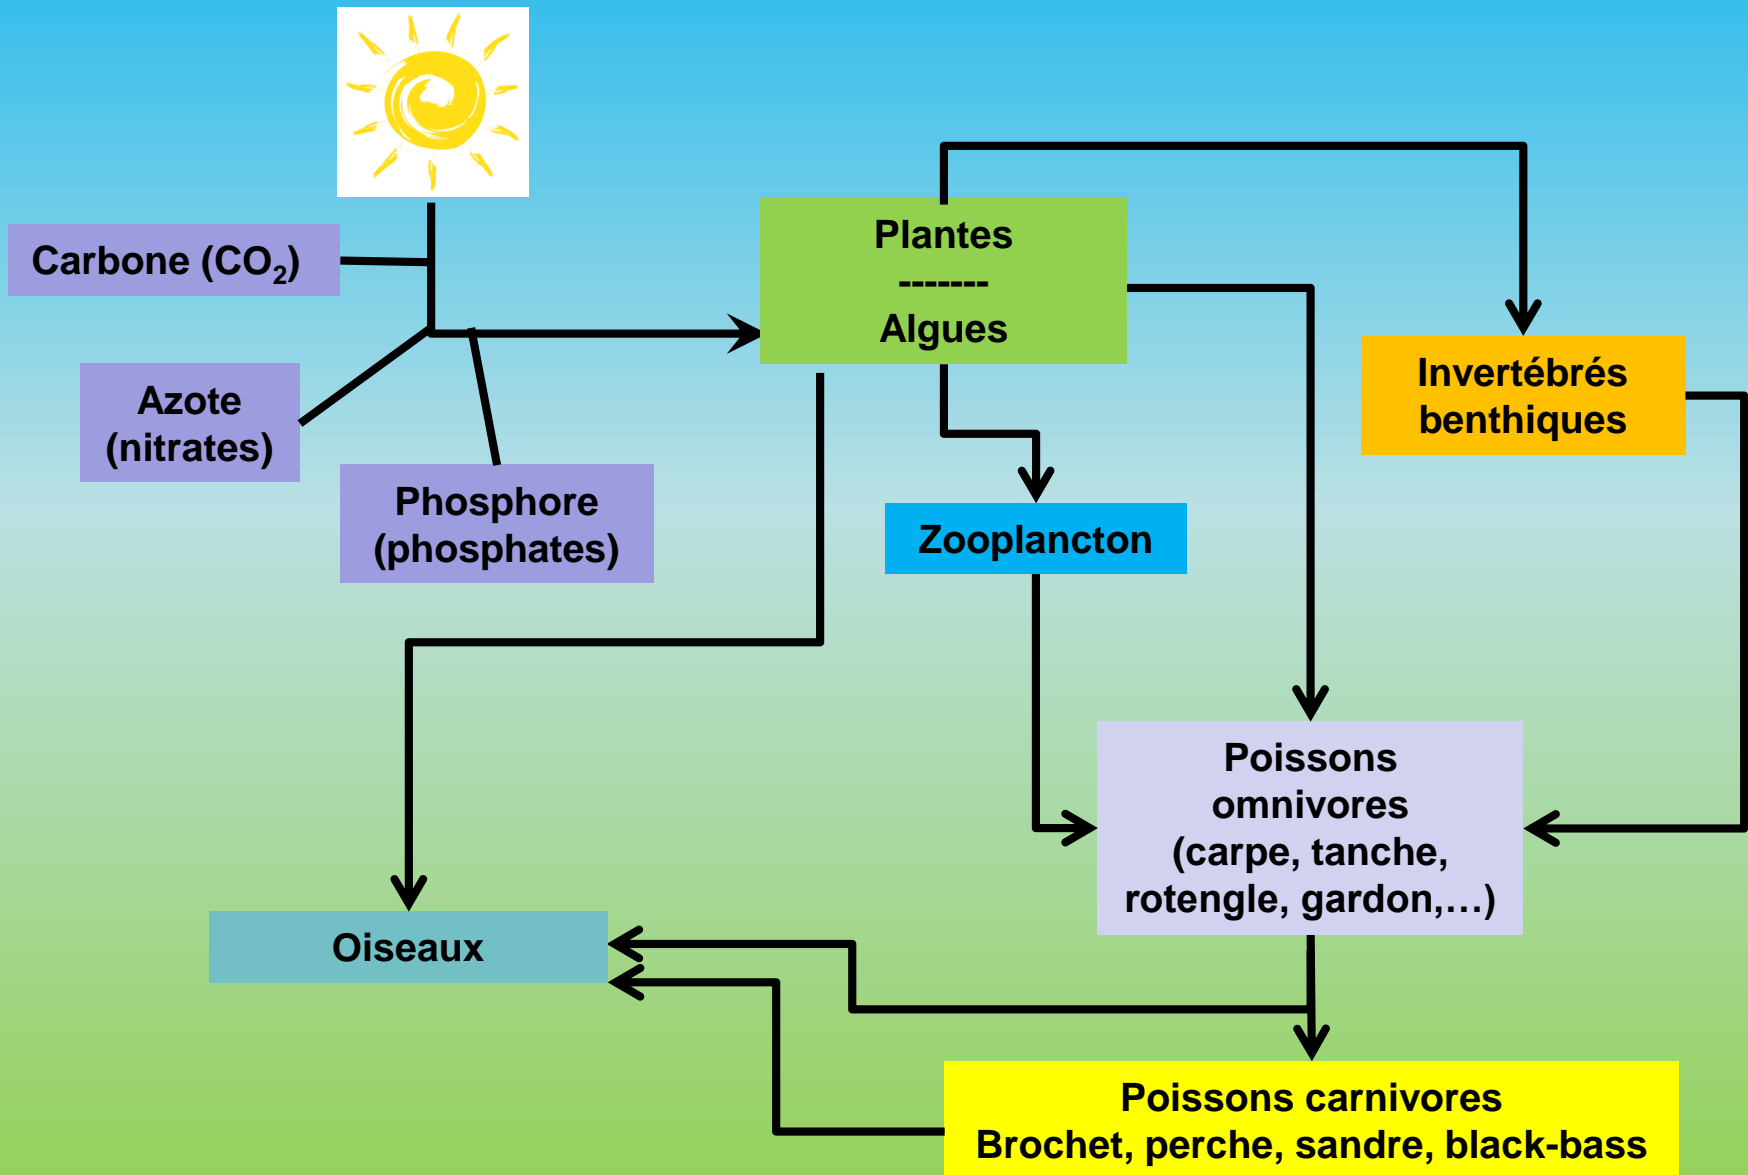 Carbone (CO₂)
Azote
(nitrates)
Phosphore
(phosphates)
Plantes
-------
Algues
Invertébrés
benthiques
Zooplancton
Poissons
omnivores
(carpe, tanche,
rotengle, gardon,…)
Oiseaux
Poissons carnivores
Brochet, perche, sandre, black-bass